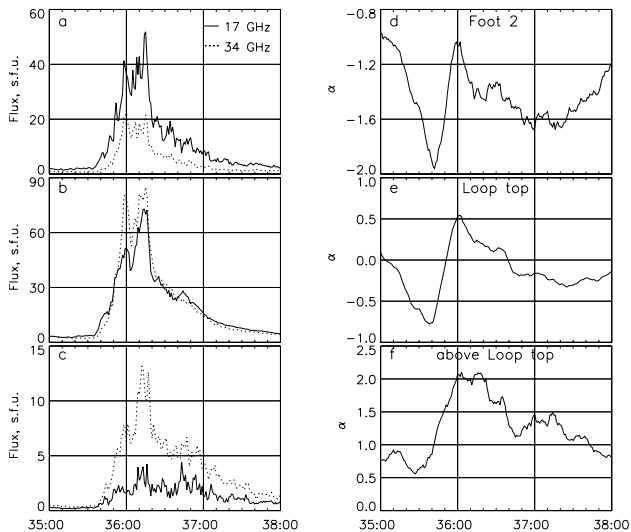 a
17 GHz
34 GHz
Flux, s.f.u.
60
40
20
0
b
Flux, s.f.u.
90
60
30
0
c
Flux, s.f.u.
15
10
5
0
35:00 36:00 37:00 38:00
d Foot 2
α
-0.8
-1.2
-1.6
-2.0
e Loop top
α
1.0
0.5
0.0
-0.5
-1.0
f above Loop top
α
2.5
2.0
1.5
1.0
0.5
0.0
35:00 36:00 37:00 38:00